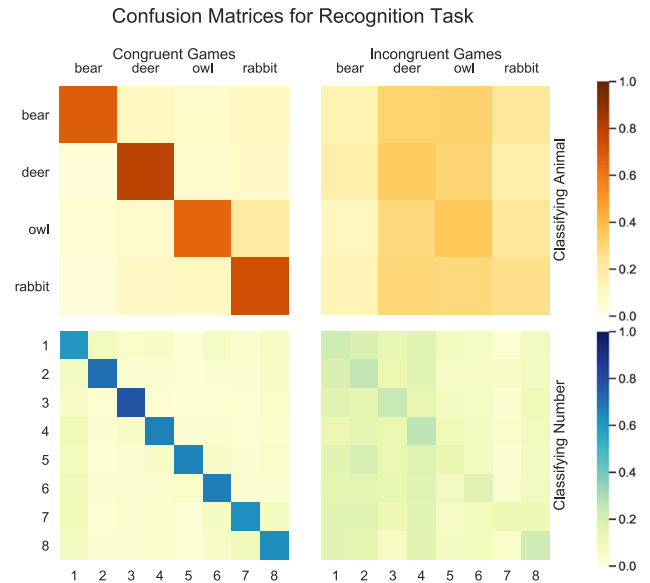 Confusion Matrices for Recognition Task
Congruent Games
Incongruent Games
bear deer owl rabbit
bear deer owl rabbit
bear
deer
owl
rabbit
Classifying Animal
1.0
0.8
0.6
0.4
0.2
0.0
1
2
3
4
5
6
7
8
Classifying Number
1.0
0.8
0.6
0.4
0.2
0.0
1 2 3 4 5 6 7 8
1 2 3 4 5 6 7 8